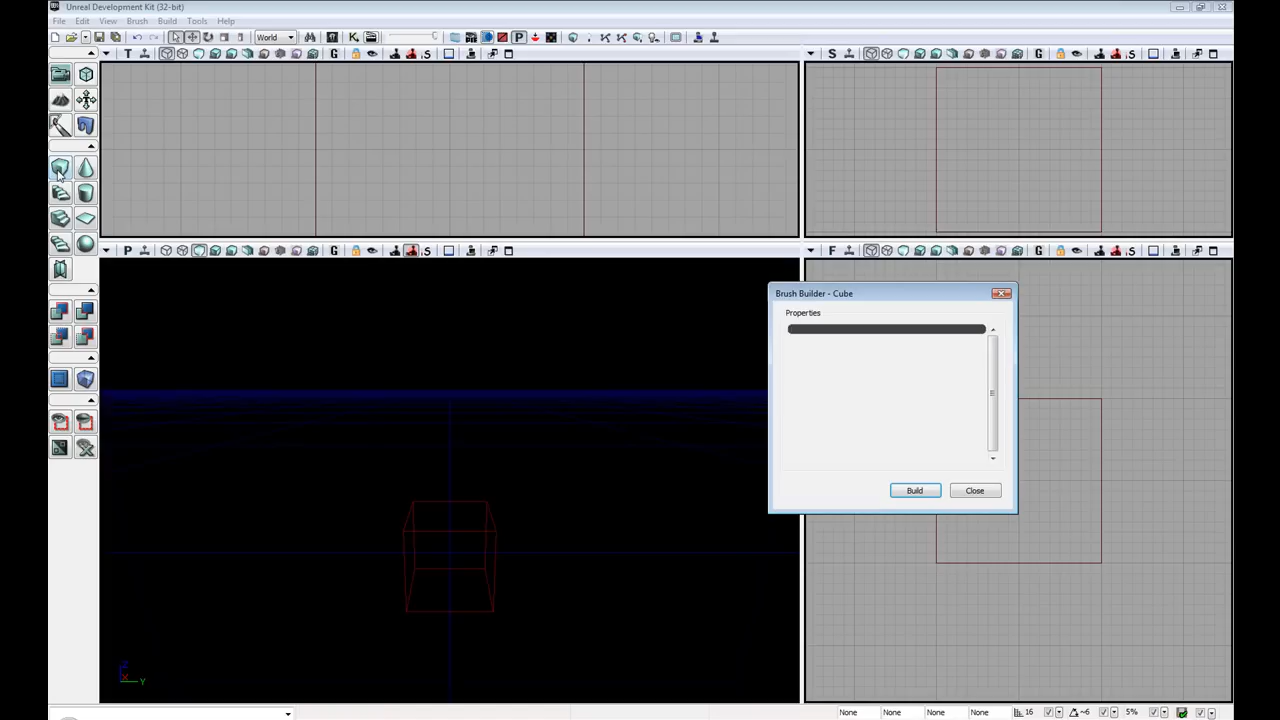 Unreal Development Kit (32-bit)
File Edit View Brush Build Tools Help
World
T G S
S G S
P G S
F G S
Brush Builder - Cube
Properties
Build Close
Z
X
Y
None None None None 16 ~6 5%